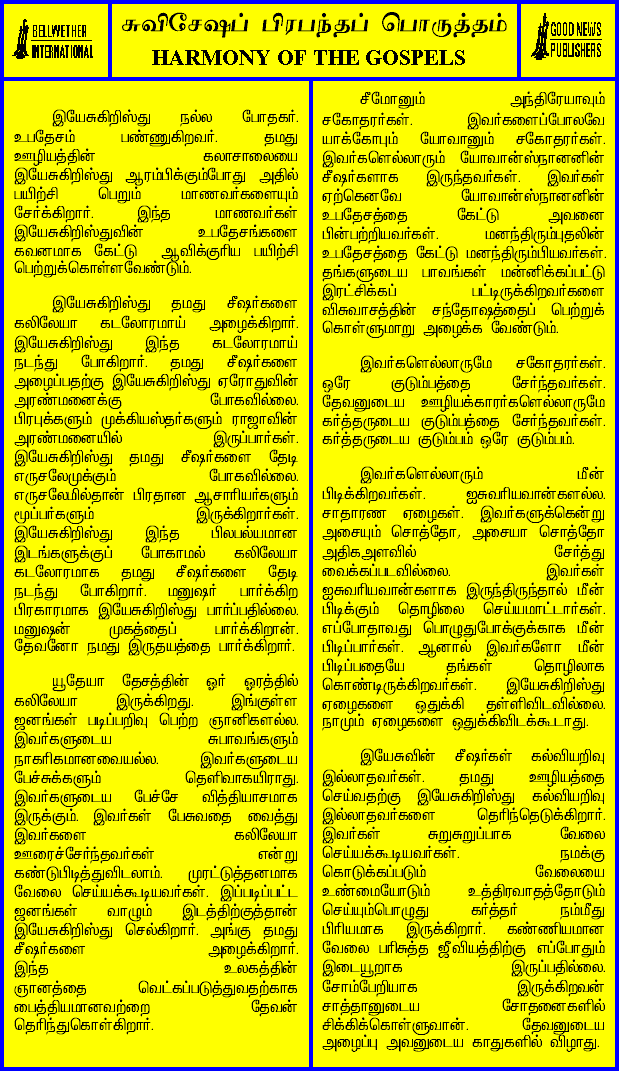 BELLWETHER
INTERNATIONAL
சுவிசேஷப் பிரபந்தப் பொருத்தம்
HARMONY OF THE GOSPELS
GOOD NEWS
PUBLISHERS
இயேசுகிறிஸ்து நல்ல போதகர்.
உபதேசம் பண்ணுகிறவர். தமது
ஊழியத்தின் கலாசாலையை
இயேசுகிறிஸ்து ஆரம்பிக்கும்போது அதில்
பயிற்சி பெறும் மாணவர்களையும்
சேர்க்கிறார். இந்த மாணவர்கள்
இயேசுகிறிஸ்துவின் உபதேசங்களை
கவனமாக கேட்டு ஆவிக்குரிய பயிற்சி
பெற்றுக்கொள்ளவேண்டும்.
இயேசுகிறிஸ்து தமது சீஷர்களை
கலிலேயா கடலோரமாய் அழைக்கிறார்.
இயேசுகிறிஸ்து இந்த கடலோரமாய்
நடந்து போகிறார். தமது சீஷர்களை
அழைப்பதற்கு இயேசுகிறிஸ்து ஏரோதுவின்
அரண்மனைக்கு போகவில்லை.
பிரபுக்களும் முக்கியஸ்தர்களும் ராஜாவின்
அரண்மனையில் இருப்பார்கள்.
இயேசுகிறிஸ்து தமது சீஷர்களை தேடி
எருசலேமுக்கும் போகவில்லை.
எருசலேமில்தான் பிரதான ஆசாரியர்களும்
மூப்பர்களும் இருக்கிறார்கள்.
இயேசுகிறிஸ்து இந்த பிலபல்யமான
இடங்களுக்குப் போகாமல் கலிலேயா
கடலோரமாக தமது சீஷர்களை தேடி
நடந்து போகிறார். மனுஷர் பார்க்கிற
பிரகாரமாக இயேசுகிறிஸ்து பார்ப்பதில்லை.
மனுஷன் முகத்தைப் பார்க்கிறான்.
தேவனோ நமது இருதயத்தை பார்க்கிறார்.
யூதேயா தேசத்தின் ஓர் ஓரத்தில்
கலிலேயா இருக்கிறது. இங்குள்ள
ஜனங்கள் படிப்பறிவு பெற்ற ஞானிகளல்ல.
இவர்களுடைய சுபாவங்களும்
நாகரிகமானவையல்ல. இவர்களுடைய
பேச்சுக்களும் தெளிவாகயிராது.
இவர்களுடைய பேச்சே வித்தியாசமாக
இருக்கும். இவர்கள் பேசுவதை வைத்து
இவர்களை கலிலேயா
ஊரைச்சேர்ந்தவர்கள் என்று
கண்டுபிடித்துவிடலாம். முரட்டுத்தனமாக
வேலை செய்யக்கூடியவர்கள். இப்படிப்பட்ட
ஜனங்கள் வாழும் இடத்திற்குத்தான்
இயேசுகிறிஸ்து செல்கிறார். அங்கு தமது
சீஷர்களை அழைக்கிறார்.
இந்த உலகத்தின்
ஞானத்தை வெட்கப்படுத்துவதற்காக
பைத்தியமானவற்றை தேவன்
தெரிந்துகொள்கிறார்.
சீமோனும் அந்திரேயாவும்
சகோதரர்கள். இவர்களைப்போலவே
யாக்கோபும் யோவானும் சகோதரர்கள்.
இவர்களெல்லாரும் யோவான்ஸ்நானனின்
சீஷர்களாக இருந்தவர்கள். இவர்கள்
ஏற்கெனவே யோவான்ஸ்நானனின்
உபதேசத்தை கேட்டு அவனை
பின்பற்றியவர்கள். மனந்திரும்புதலின்
உபதேசத்தை கேட்டு மனந்திரும்பியவர்கள்.
தங்களுடைய பாவங்கள் மன்னிக்கப்பட்டு
இரட்சிக்கப் பட்டிருக்கிறவர்களை
விசுவாசத்தின் சந்தோஷத்தைப் பெற்றுக்
கொள்ளுமாறு அழைக்க வேண்டும்.
இவர்களெல்லாருமே சகோதரர்கள்.
ஒரே குடும்பத்தை சேர்ந்தவர்கள்.
தேவனுடைய ஊழியக்காரர்களெல்லாருமே
கர்த்தருடைய குடும்பத்தை சேர்ந்தவர்கள்.
கர்த்தருடைய குடும்பம் ஒரே குடும்பம்.
இவர்களெல்லாரும் மீன்
பிடிக்கிறவர்கள். ஐசுவரியவான்களல்ல.
சாதாரண ஏழைகள். இவர்களுக்கென்று
அசையும் சொத்தோ, அசையா சொத்தோ
அதிகஅளவில் சேர்த்து
வைக்கப்படவில்லை. இவர்கள்
ஐசுவரியவான்களாக இருந்திருந்தால் மீன்
பிடிக்கும் தொழிலை செய்யமாட்டார்கள்.
எப்போதாவது பொழுதுபோக்குக்காக மீன்
பிடிப்பார்கள். ஆனால் இவர்களோ மீன்
பிடிப்பதையே தங்கள் தொழிலாக
கொண்டிருக்கிறவர்கள். இயேசுகிறிஸ்து
ஏழைகளை ஒதுக்கி தள்ளிவிடவில்லை.
நாமும் ஏழைகளை ஒதுக்கிவிடக்கூடாது.
இயேசுவின் சீஷர்கள் கல்வியறிவு
இல்லாதவர்கள். தமது ஊழியத்தை
செய்வதற்கு இயேசுகிறிஸ்து கல்வியறிவு
இல்லாதவர்களை தெரிந்தெடுக்கிறார்.
இவர்கள் சுறுசுறுப்பாக வேலை
செய்யக்கூடியவர்கள். நமக்கு
கொடுக்கப்படும் வேலையை
உண்மையோடும் உத்திரவாதத்தோடும்
செய்யும்பொழுது கர்த்தர் நம்மீது
பிரியமாக இருக்கிறார். கண்ணியமான
வேலை பரிசுத்த ஜீவியத்திற்கு எப்போதும்
இடையூறாக இருப்பதில்லை.
சோம்பேறியாக இருக்கிறவன்
சாத்தானுடைய சோதனைகளில்
சிக்கிக்கொள்ளுவான். தேவனுடைய
அழைப்பு அவனுடைய காதுகளில் விழாது.